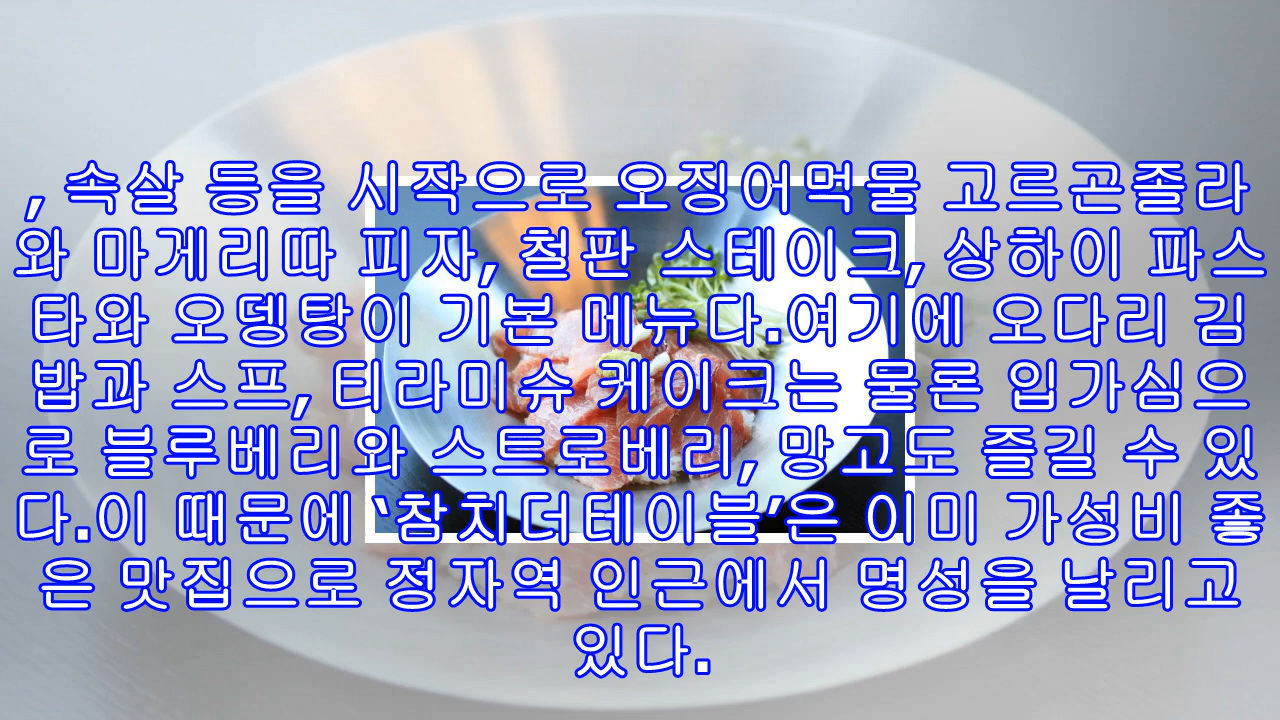 , 속살 등을 시작으로 오징어먹물 고르곤졸라
와 마게리따 피자, 철판 스테이크, 상하이 파스
타와 오뎅탕이 기본 메뉴다.여기에 오다리 김
밥과 스프, 티라미슈 케이크는 물론 입가심으
로 블루베리와 스트로베리, 망고도 즐길 수 있
다.이 때문에 ‘참치더테이블’은 이미 가성비 좋
은 맛집으로 정자역 인근에서 명성을 날리고
있다.